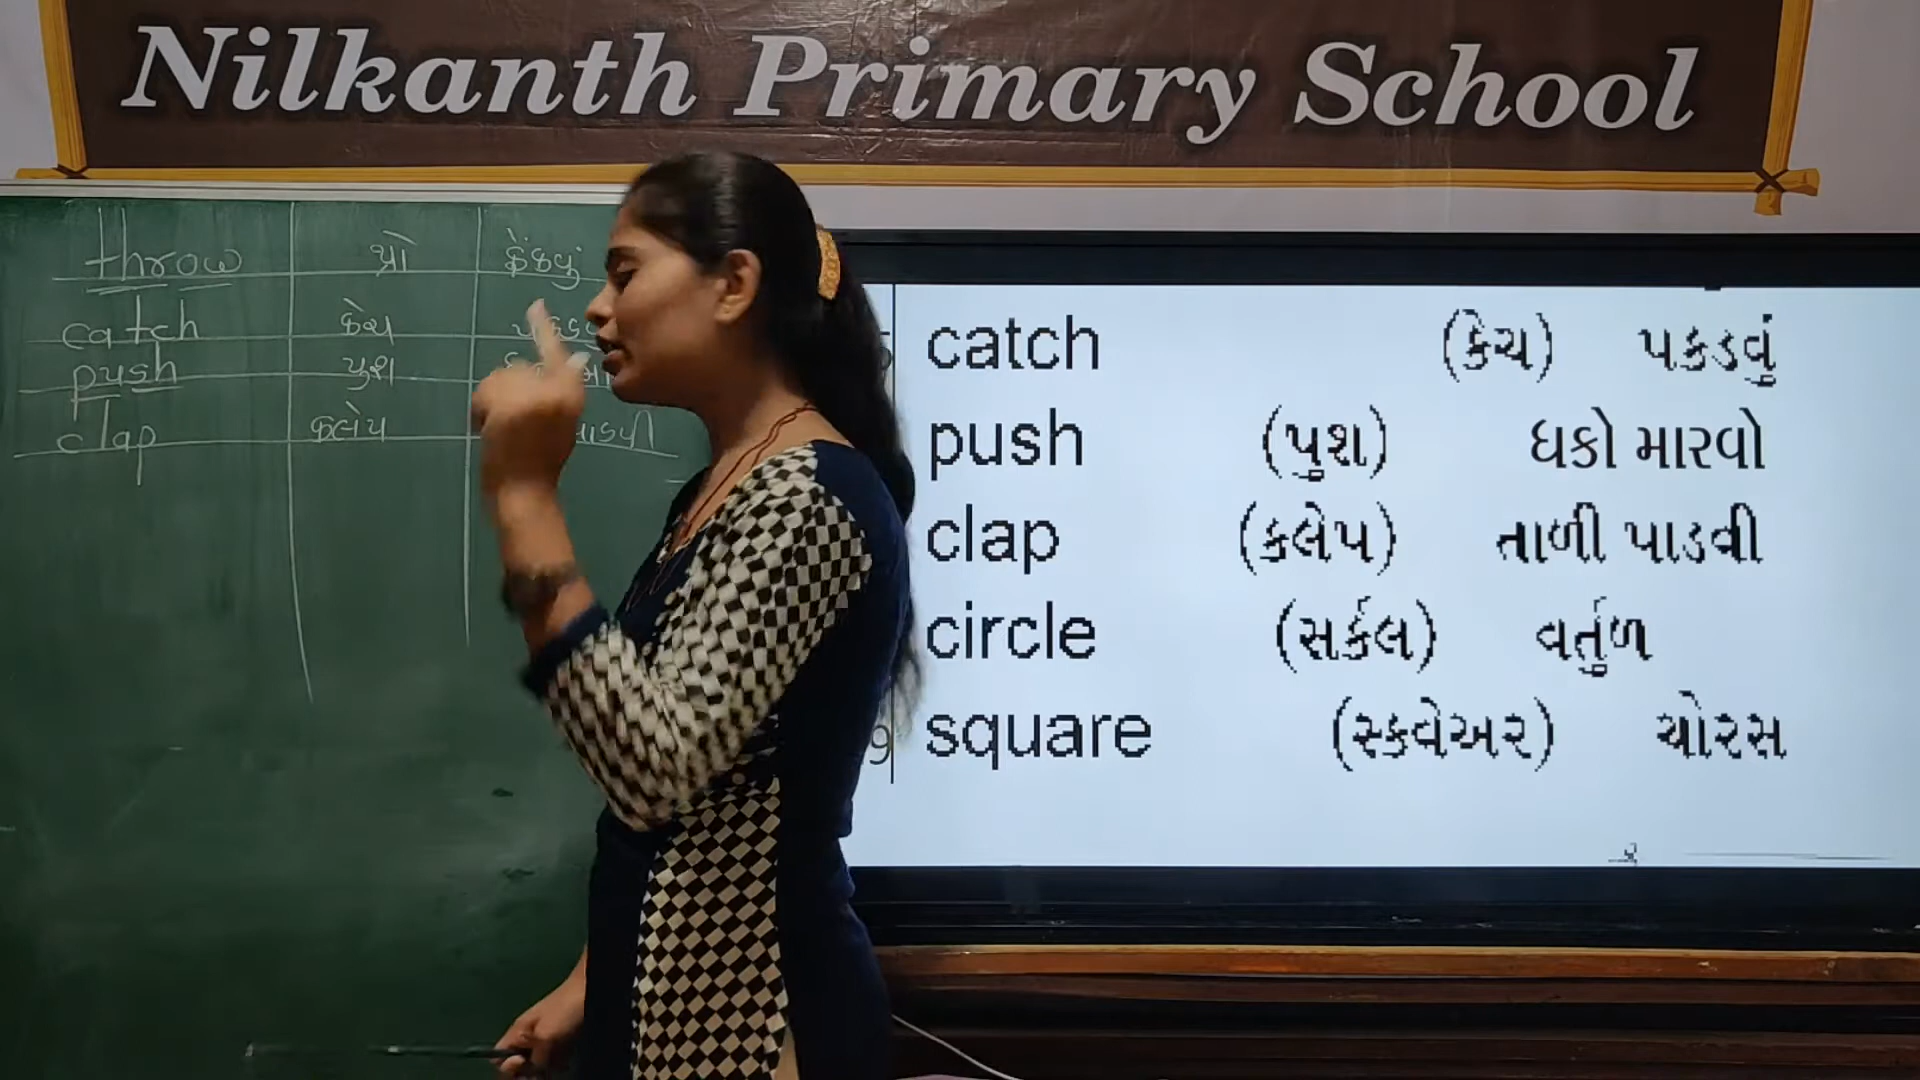 Nilkanth Primary School
throw થ્રો ફેંકવું
catch કેચ
push પુશ
clap કલેપ
catch (કેચ) પકડવું
push (પુશ) ધકો મારવો
clap (કલેપ) તાળી પાડવી
circle (સર્કલ) વર્તુળ
square (સ્કવેઅર) ચોરસ